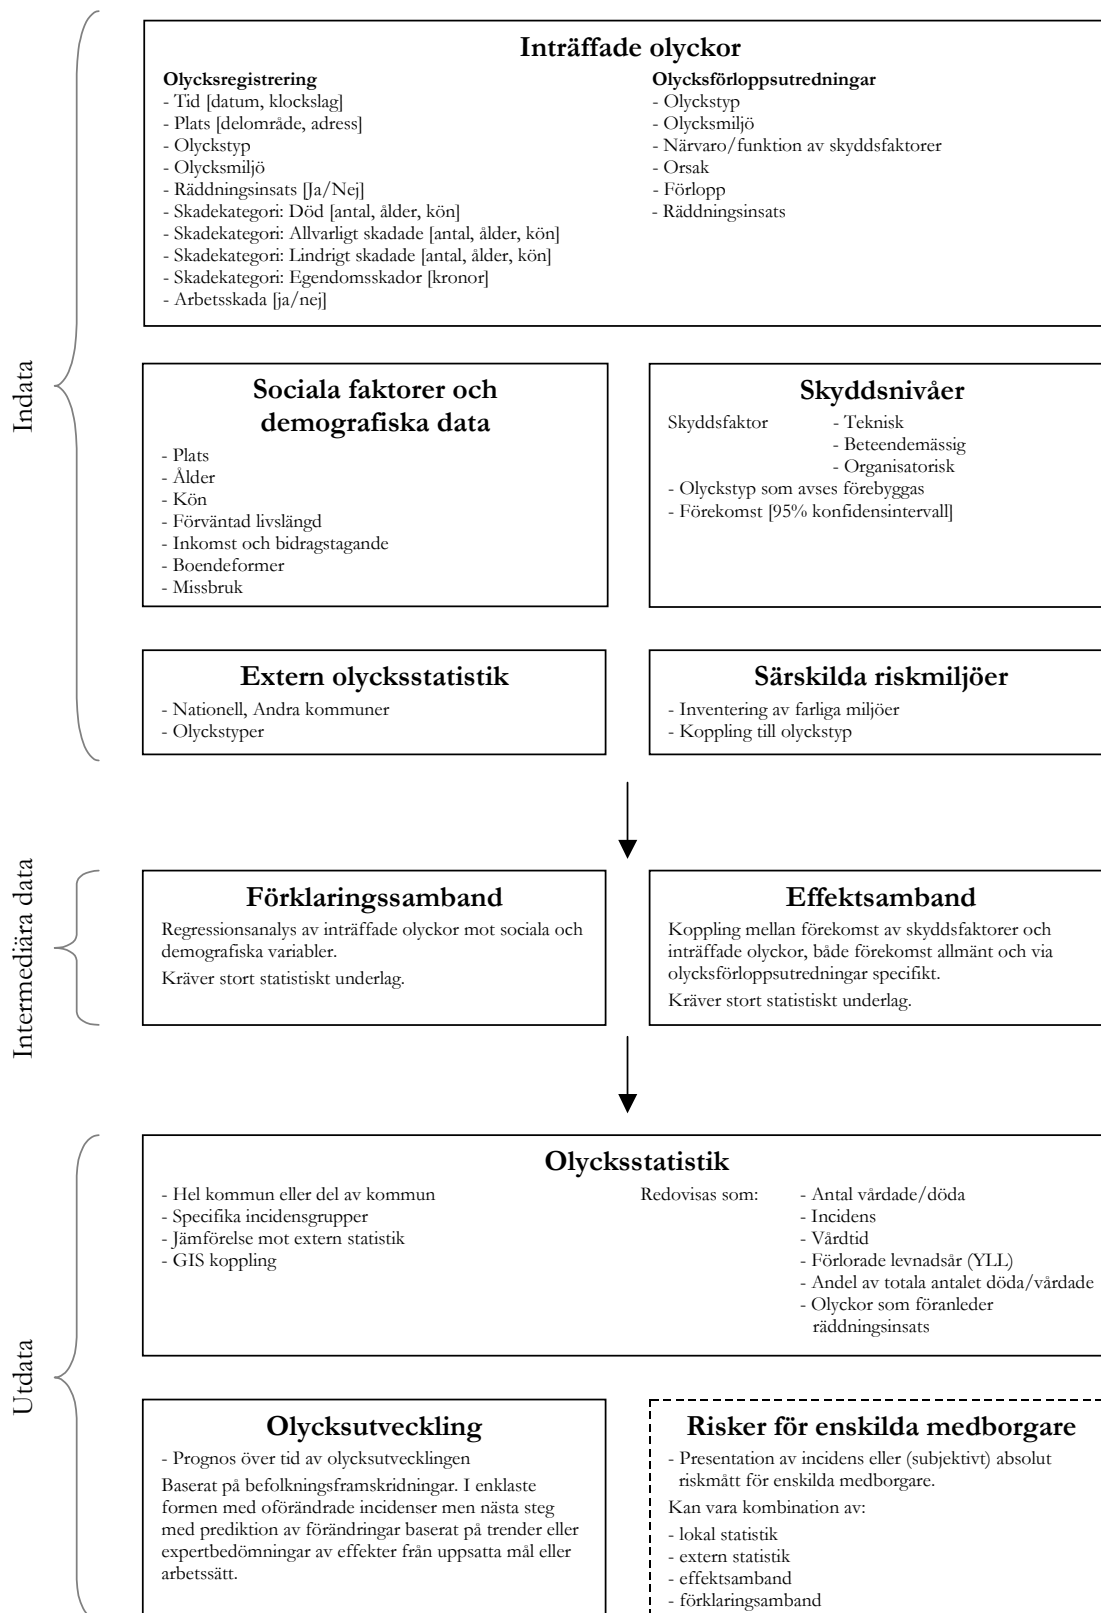 Indata
Inträffade olyckor
Olycksregistrering
- Tid [datum, klockslag]
- Plats [delområde, adress]
- Olyckstyp
- Olycksmiljö
- Räddningsinsats [Ja/Nej]
- Skadekategori: Död [antal, ålder, kön]
- Skadekategori: Allvarligt skadade [antal, ålder, kön]
- Skadekategori: Lindrigt skadade [antal, ålder, kön]
- Skadekategori: Egendomsskador [kronor]
- Arbetsskada [ja/nej]
Olycksförloppsutredningar
- Olyckstyp
- Olycksmiljö
- Närvaro/funktion av skyddsfaktorer
- Orsak
- Förlopp
- Räddningsinsats
Sociala faktorer och
demografiska data
- Plats
- Ålder
- Kön
- Förväntad livslängd
- Inkomst och bidragstagande
- Boendeformer
- Missbruk
Skyddsnivåer
Skyddsfaktor - Teknisk
- Beteendemässig
- Organisatorisk
- Olyckstyp som avses förebyggas
- Förekomst [95% konfidensintervall]
Extern olycksstatistik
- Nationell, Andra kommuner
- Olyckstyper
Särskilda riskmiljöer
- Inventering av farliga miljöer
- Koppling till olyckstyp
Intermediära data
Förklaringssamband
Regressionsanalys av inträffade olyckor mot sociala och
demografiska variabler.
Kräver stort statistiskt underlag.
Effektsamband
Koppling mellan förekomst av skyddsfaktorer och
inträffade olyckor, både förekomst allmänt och via
olycksförloppsutredningar specifikt.
Kräver stort statistiskt underlag.
Utdata
Olycksstatistik
- Hel kommun eller del av kommun
- Specifika incidensgrupper
- Jämförelse mot extern statistik
- GIS koppling
Redovisas som: - Antal vårdade/döda
- Incidens
- Vårdtid
- Förlorade levnadsår (YLL)
- Andel av totala antalet döda/vårdade
- Olyckor som föranleder
räddningsinsats
Olycksutveckling
- Prognos över tid av olycksutvecklingen
Baserat på befolkningsframskridningar. I enklaste
formen med oförändrade incidenser men nästa steg
med prediktion av förändringar baserat på trender eller
expertbedömningar av effekter från uppsatta mål eller
arbetssätt.
Risker för enskilda medborgare
- Presentation av incidens eller (subjektivt) absolut
riskmått för enskilda medborgare.
Kan vara kombination av:
- lokal statistik
- extern statistik
- effektsamband
- förklaringsamband